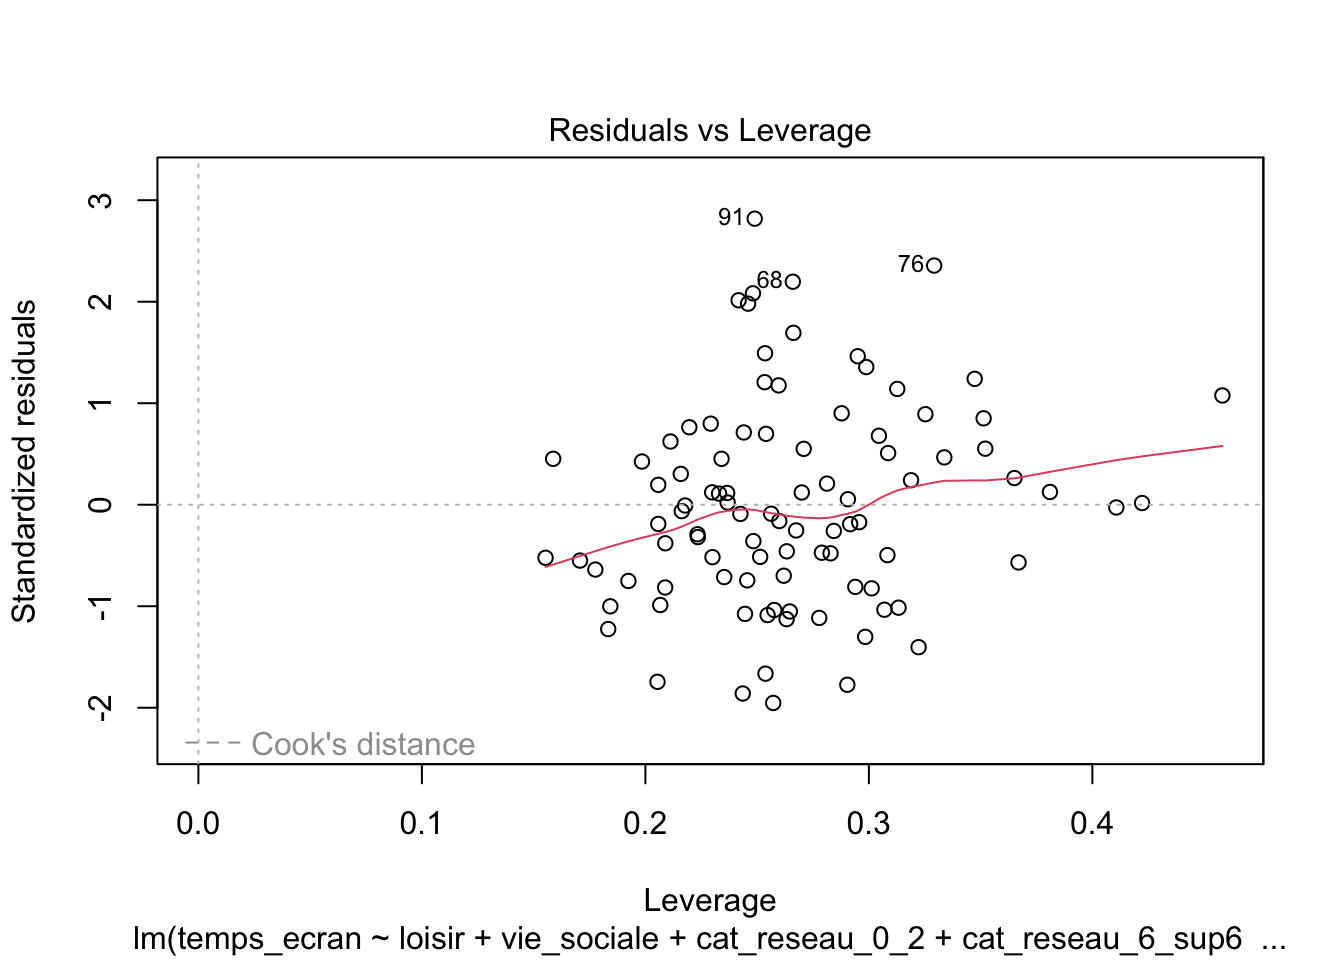 Residuals vs Leverage
3
2
1
0
-1
-2
Standardized residuals
91
68
76
Cook's distance
0.0 0.1 0.2 0.3 0.4
Leverage
lm(temps_ecran ~ loisir + vie_sociale + cat_reseau_0_2 + cat_reseau_6_sup6 ...